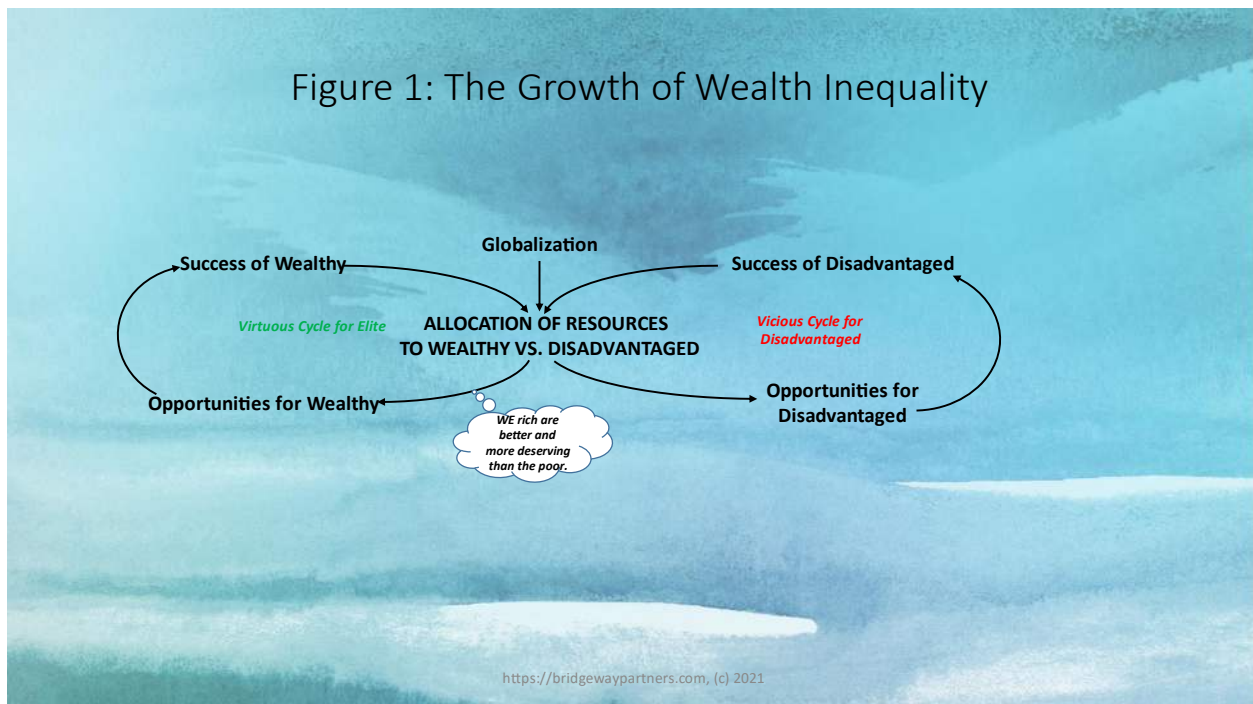 Figure 1: The Growth of Wealth Inequality
Globalization
Success of Wealthy
Success of Disadvantaged
Virtuous Cycle for Elite
ALLOCATION OF RESOURCES
TO WEALTHY VS. DISADVANTAGED
Vicious Cycle for
Disadvantaged
Opportunities for Wealthy
Opportunities for
Disadvantaged
WE rich are
better and
more deserving
than the poor.
https://bridgewaypartners.com, (c) 2021